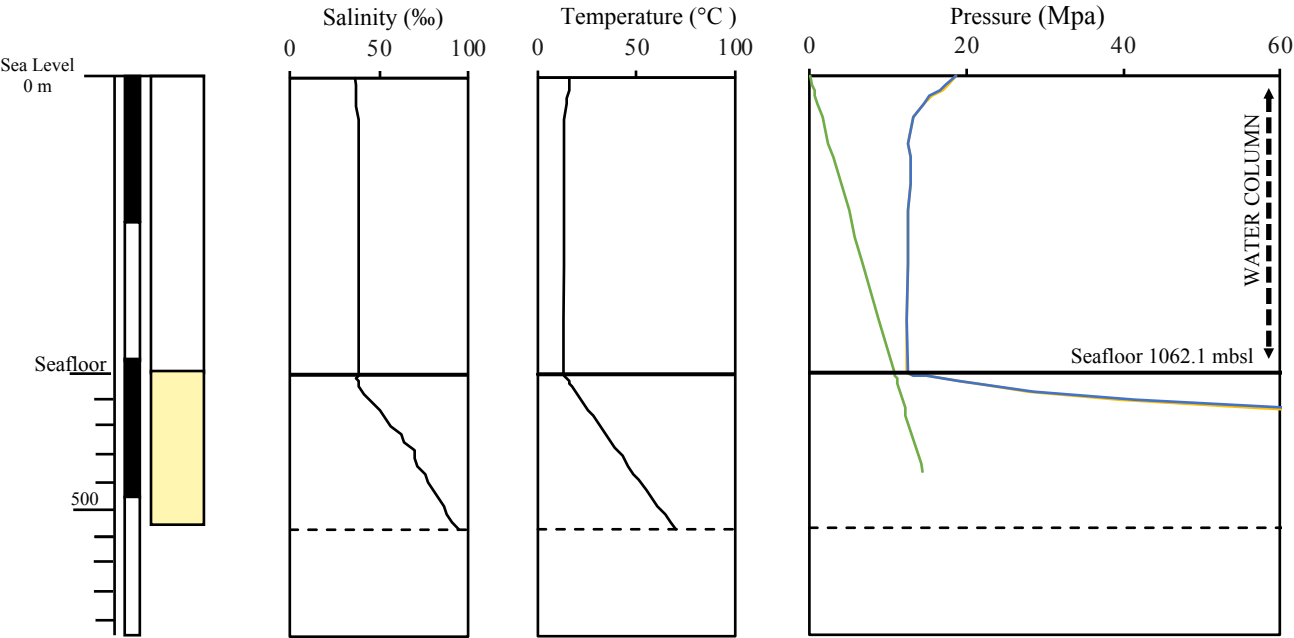 Salinity (‰)
Temperature (°C )
Pressure (Mpa)
0 50 100
0 50 100
0 20 40 60
Sea Level
0 m
WATER COLUMN
Seafloor
Seafloor 1062.1 mbsl
500